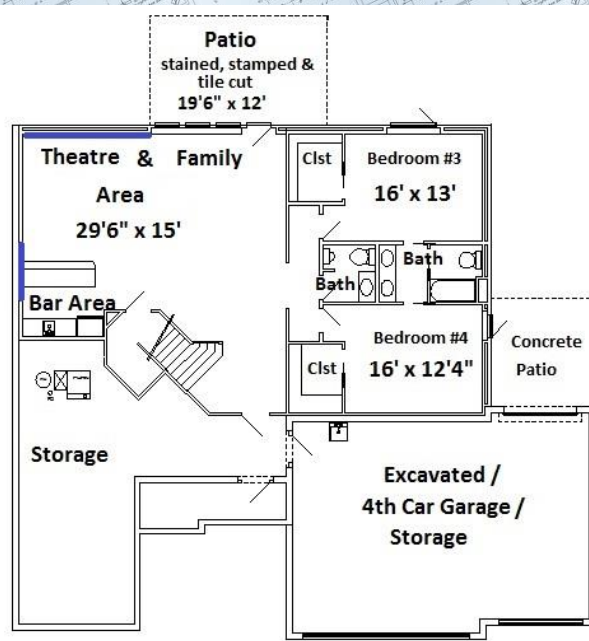 Patio
stained, stamped &
tile cut
19'6" x 12'
Theatre & Family
Area
29'6" x 15'
Clst
Bedroom #3
16' x 13'
Bath
Bath
Bar Area
Bedroom #4
16' x 12'4"
Clst
Concrete
Patio
Storage
Excavated /
4th Car Garage /
Storage